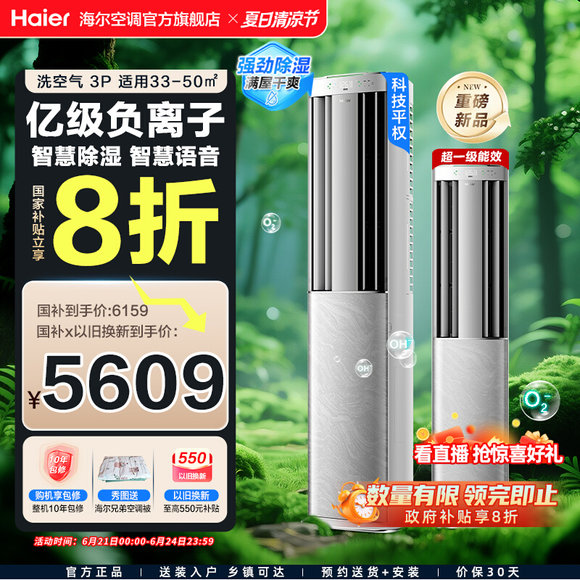 Haier 海尔空调官方旗舰店 × 夏日清凉节
洗空气 3P 适用33-50㎡
亿级负离子
智慧除湿 智慧语音
国家补贴立享
8折
国补到手价:6159
国补x以旧换新到手价:
¥5609
10年包修
购机享包修
整机10年包修
秀图送
海尔兄弟空调被
550
以旧换新
以旧换新
至高550元补贴
活动时间:6月21日00:00-6月24日23:59
强劲除湿
满屋干爽
科技平权
NEW
重磅
新品
超一级能效
O₂⁻
OH
OH
O₂⁻
看直播 抢惊喜好礼
数量有限 领完即止
政府补贴享8折
官方正品
送装入户 乡镇可达
预约送货+安装
价保30天